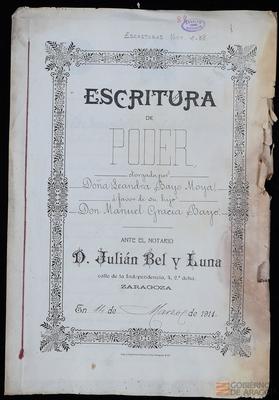 ESCRITURA
DE
PODER
otorgada por
Doña Leandra Bayo Moya
á favor de su hijo
Don Manuel Gracia Bayo
ANTE EL NOTARIO
D. Julián Bel y Luna
calle de la Independencia, 3, 2.º dcha.
ZARAGOZA
En 14 de Marzo de 1911.
GOBIERNO
DE ARAGON